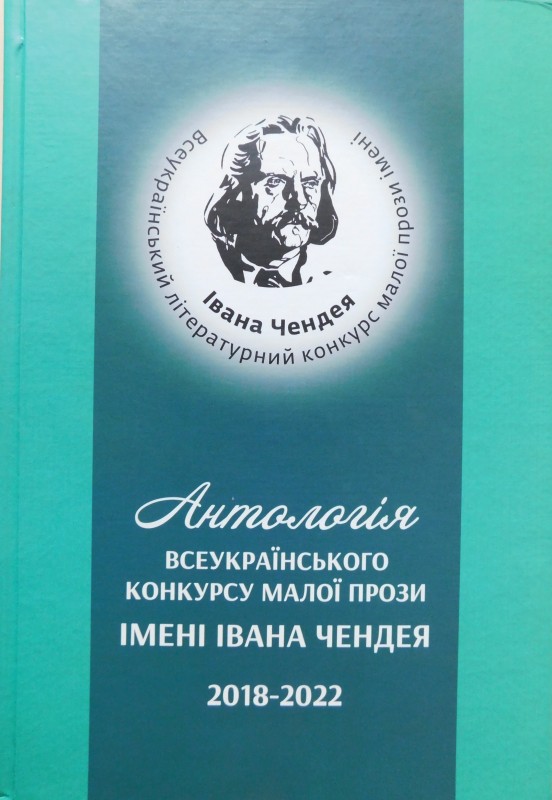 Всеукраїнський літературний конкурс малої прози імені
Івана Чендея
Антологія
ВСЕУКРАЇНСЬКОГО
КОНКУРСУ МАЛОЇ ПРОЗИ
ІМЕНІ ІВАНА ЧЕНДЕЯ
2018-2022